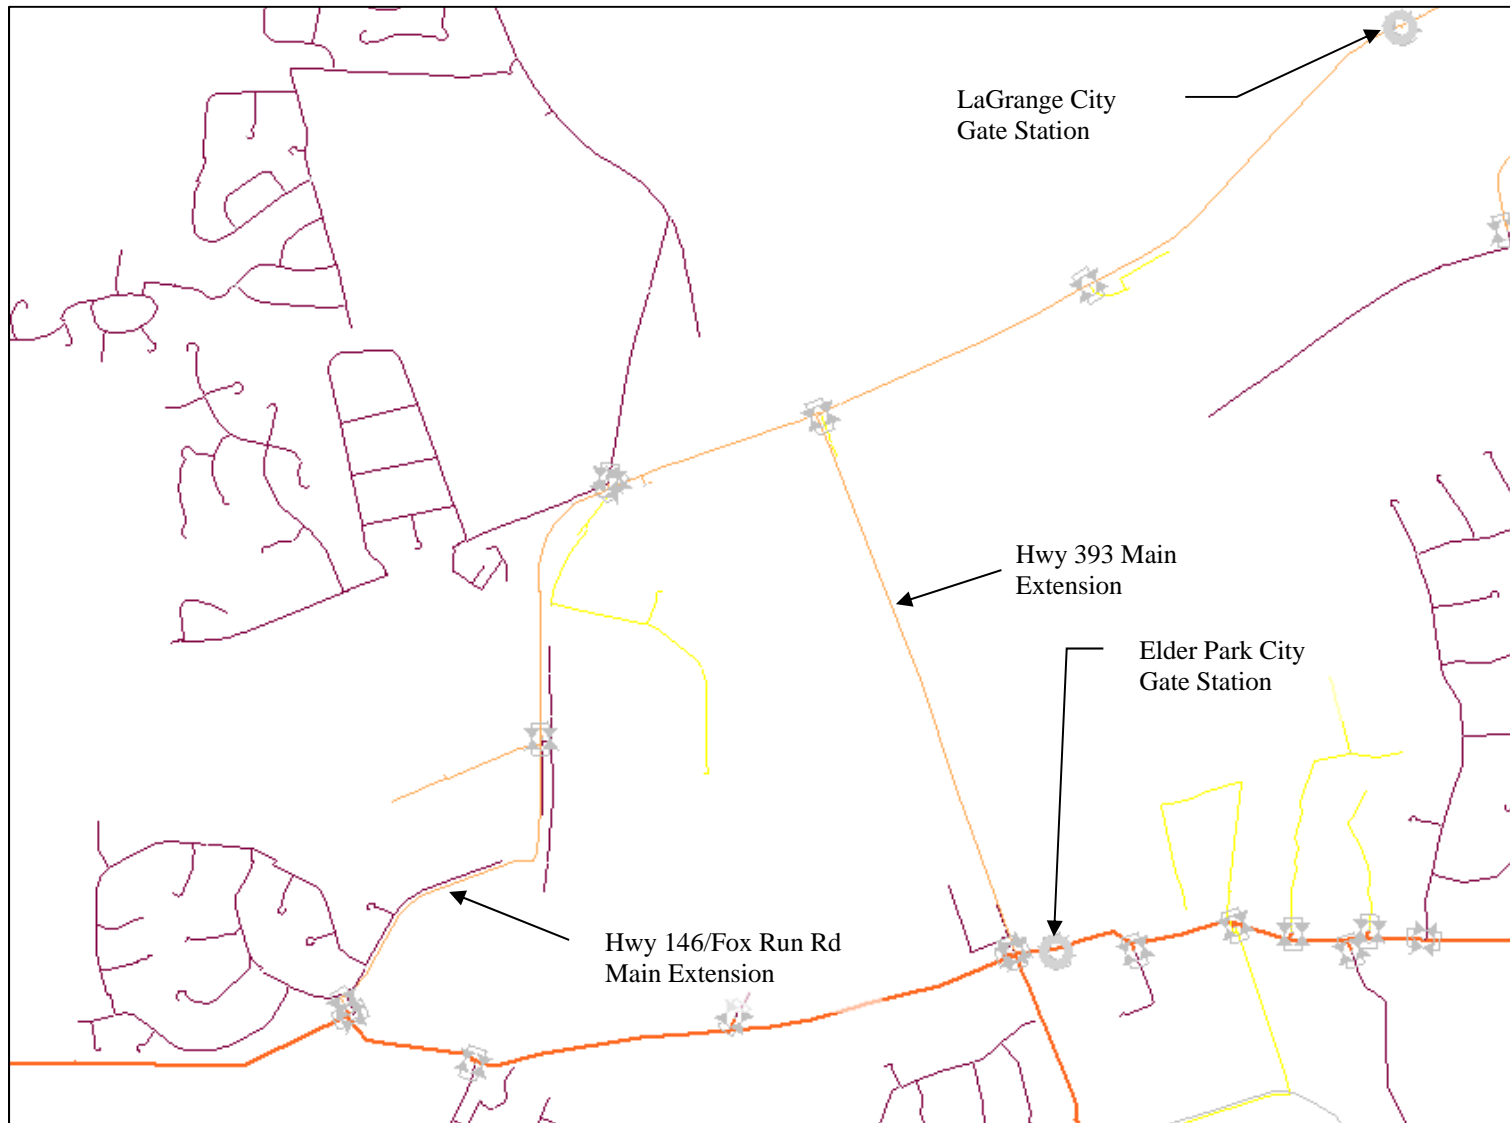 LaGrange City
Gate Station
Hwy 393 Main
Extension
Elder Park City
Gate Station
Hwy 146/Fox Run Rd
Main Extension